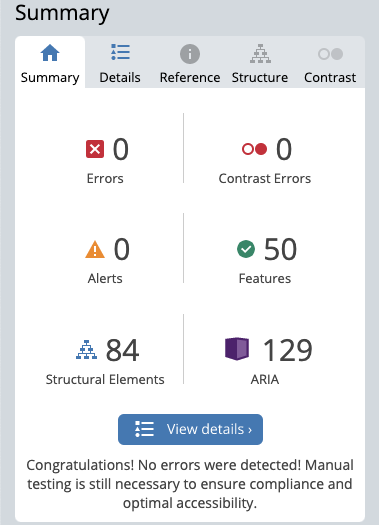 Summary
Summary Details Reference Structure Contrast
0 0
Errors Contrast Errors
0 50
Alerts Features
84 129
Structural Elements ARIA
View details ›
Congratulations! No errors were detected! Manual
testing is still necessary to ensure compliance and
optimal accessibility.